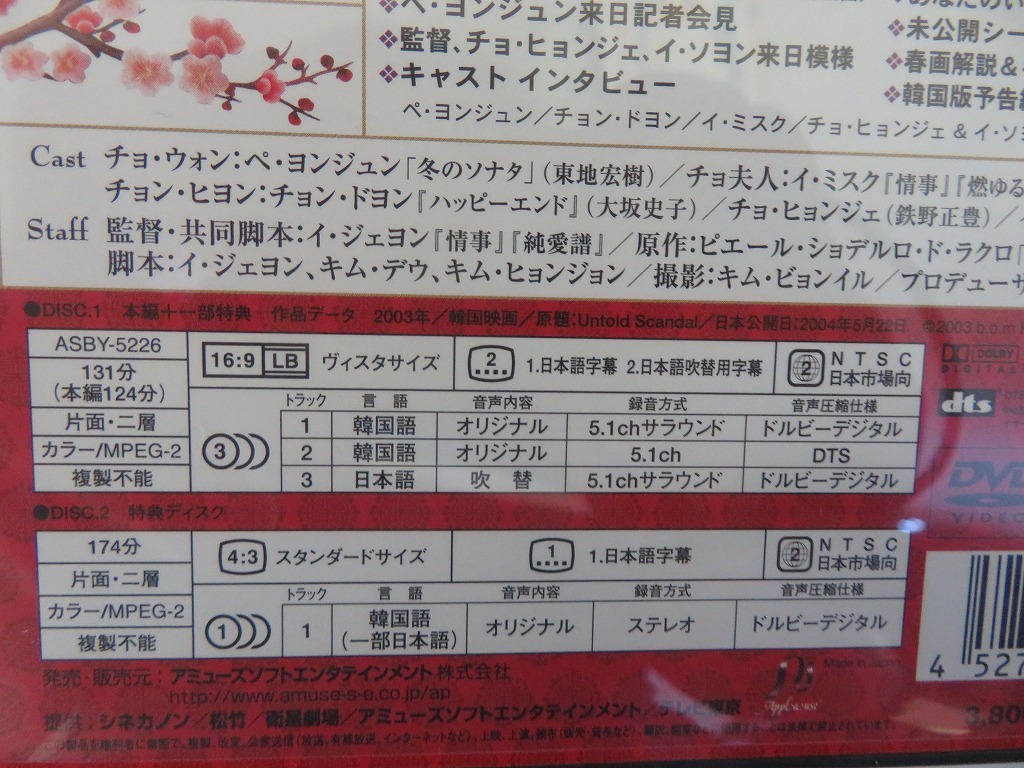 ❖ペ・ヨンジュン来日記者会見
❖監督、チョ・ヒョンジェ、イ・ソヨン来日模様
❖キャスト インタビュー
ペ・ヨンジュン／チョン・ドヨン／イ・ミスク／チョ・ヒョンジェ & イ・ソ
❖未公開シー
❖春画解説&
❖韓国版予告
Cast チョ・ウォン:ペ・ヨンジュン「冬のソナタ」(東地宏樹)／チョ夫人:イ・ミスク『情事』『燃ゆる
チョン・ヒヨン:チョン・ドヨン『ハッピーエンド』(大坂史子)／チョ・ヒョンジェ(鉄野正豊)／
Staff 監督・共同脚本:イ・ジェヨン『情事』『純愛譜』／原作:ピエール・ショデルロ・ド・ラクロ「
脚本:イ・ジェヨン、キム・デウ、キム・ヒョンジョン／撮影:キム・ビョンイル／プロデューサ
●DISC.1 本編＋一部特典 作品データ 2003年／韓国映画／原題:Untold Scandal／日本公開日:2004年5月22日 ©2003 b.o.m
ASBY-5226
131分
(本編124分)
片面・二層
カラー/MPEG-2
複製不能
16:9 LB ヴィスタサイズ
2 1.日本語字幕 2.日本語吹替用字幕
2 NTSC
日本市場向
トラック 言語 音声内容 録音方式 音声圧縮仕様
3
1 韓国語 オリジナル 5.1chサラウンド ドルビーデジタル
2 韓国語 オリジナル 5.1ch DTS
3 日本語 吹替 5.1chサラウンド ドルビーデジタル
DOLBY
DIGITAL
dts
DVD
VIDEO
●DISC.2 特典ディスク
174分
片面・二層
カラー/MPEG-2
複製不能
4:3 スタンダードサイズ
1 1.日本語字幕
2 NTSC
日本市場向
トラック 言語 音声内容 録音方式 音声圧縮仕様
1
1 韓国語
(一部日本語) オリジナル ステレオ ドルビーデジタル
発売・販売元:アミューズソフトエンタテインメント株式会社
http://www.amuse-s-e.co.jp/ap
提供 シネカノン／松竹／衛星劇場／アミューズソフトエンタテインメント／テレビ東京
Made in Japan
4 527
3,80